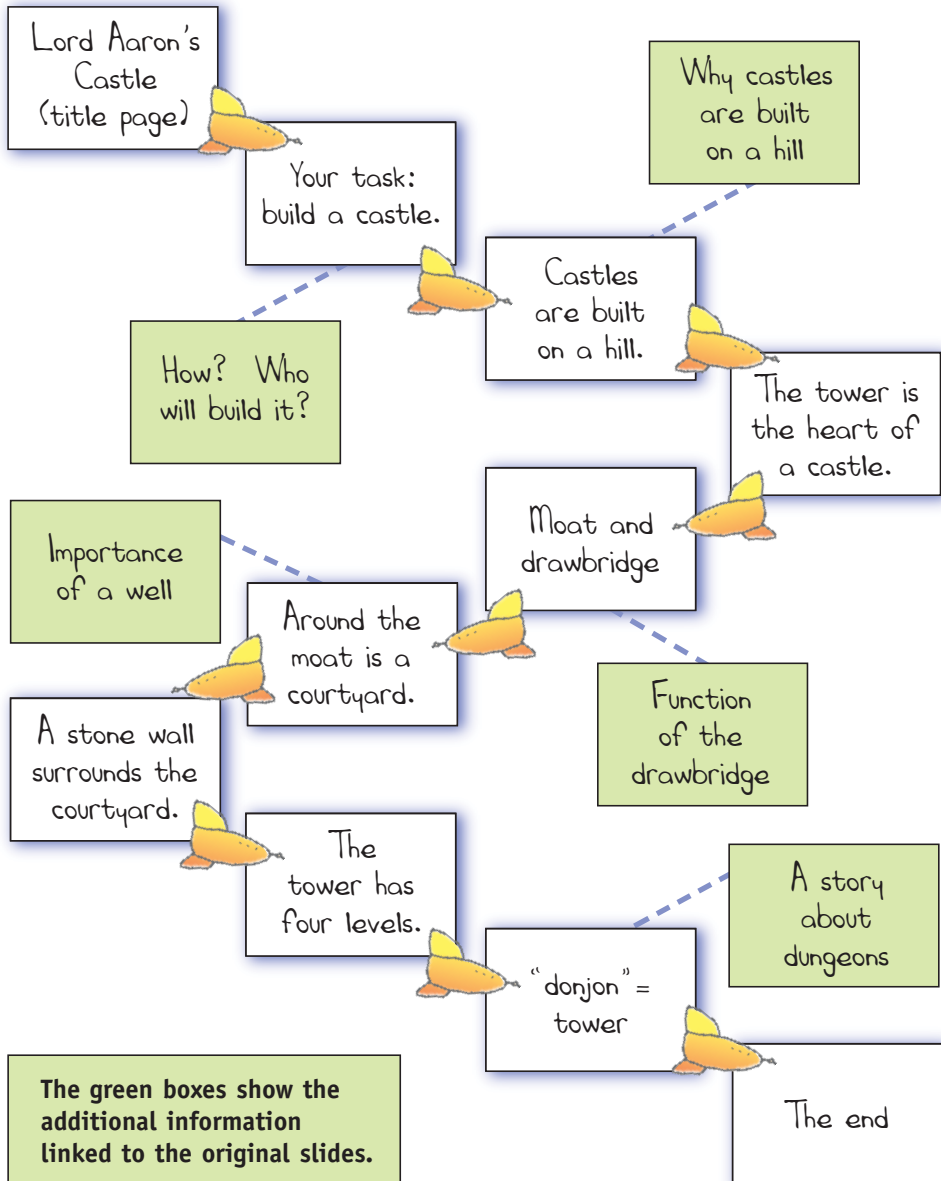 Lord Aaron's
Castle
(title page)
Why castles
are built
on a hill
Your task:
build a castle.
Castles
are built
on a hill.
How? Who
will build it?
The tower is
the heart of
a castle.
Moat and
drawbridge
Importance
of a well
Around the
moat is a
courtyard.
Function
of the
drawbridge
A stone wall
surrounds the
courtyard.
The
tower has
four levels.
A story
about
dungeons
"donjon" =
tower
The end
The green boxes show the
additional information
linked to the original slides.